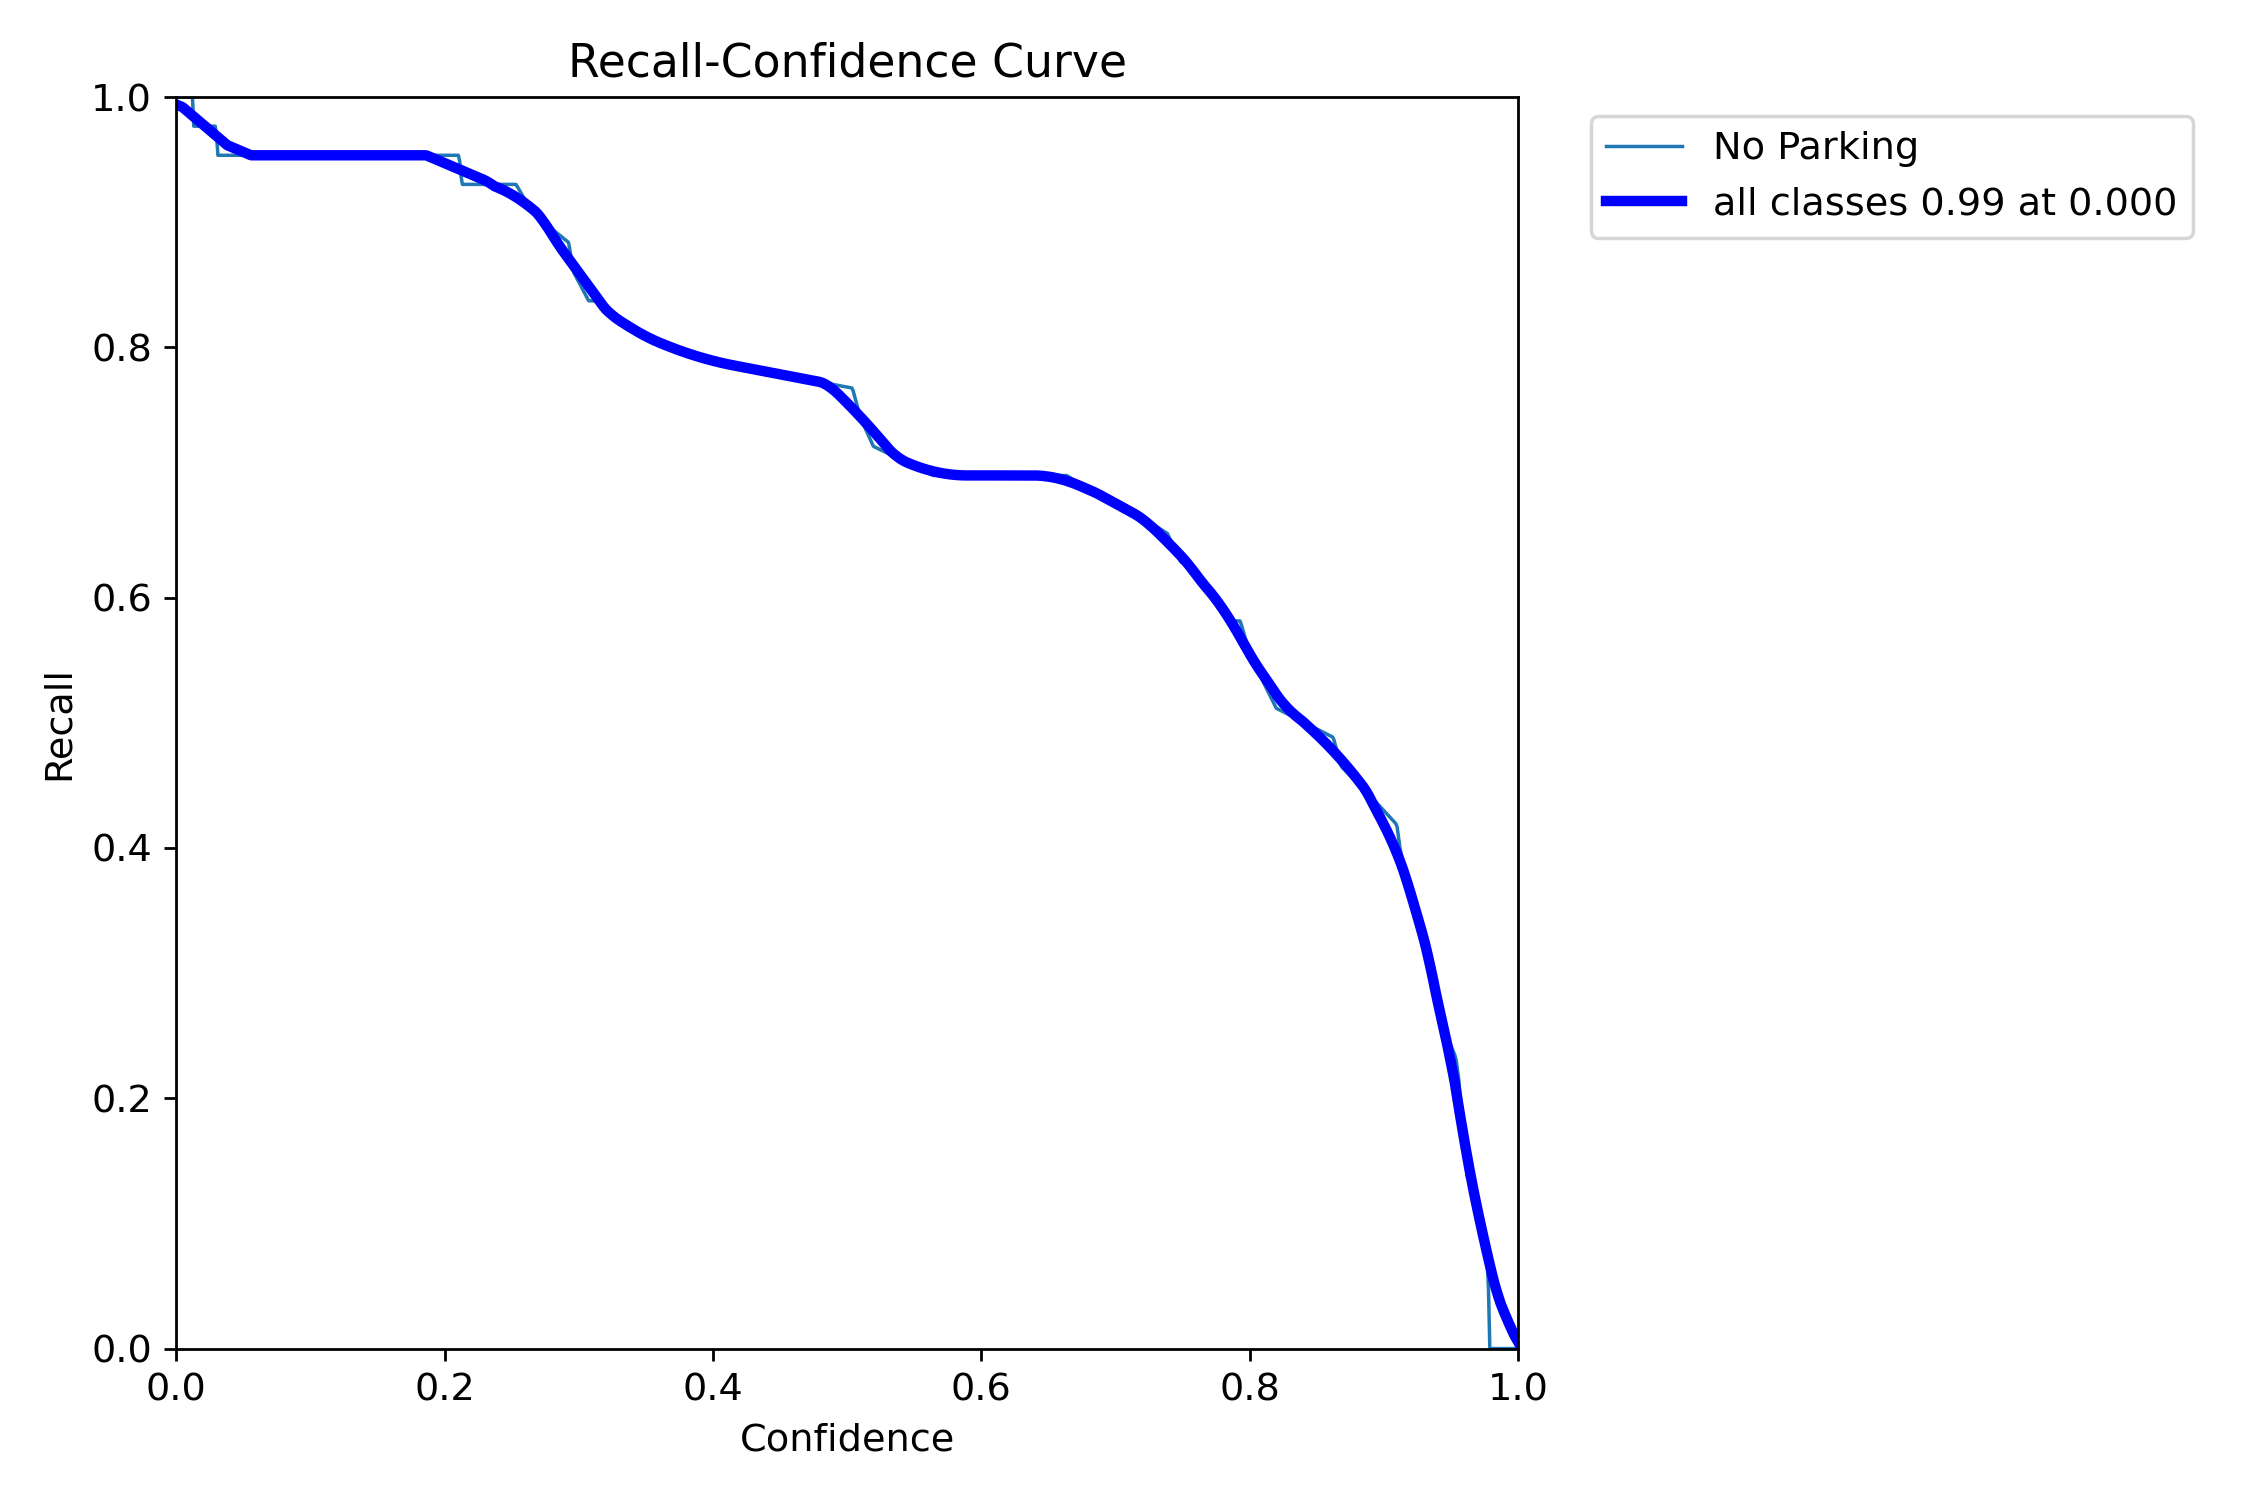 Recall-Confidence Curve
1.0
0.8
0.6
0.4
0.2
0.0
Recall
0.0 0.2 0.4 0.6 0.8 1.0
Confidence
No Parking
all classes 0.99 at 0.000